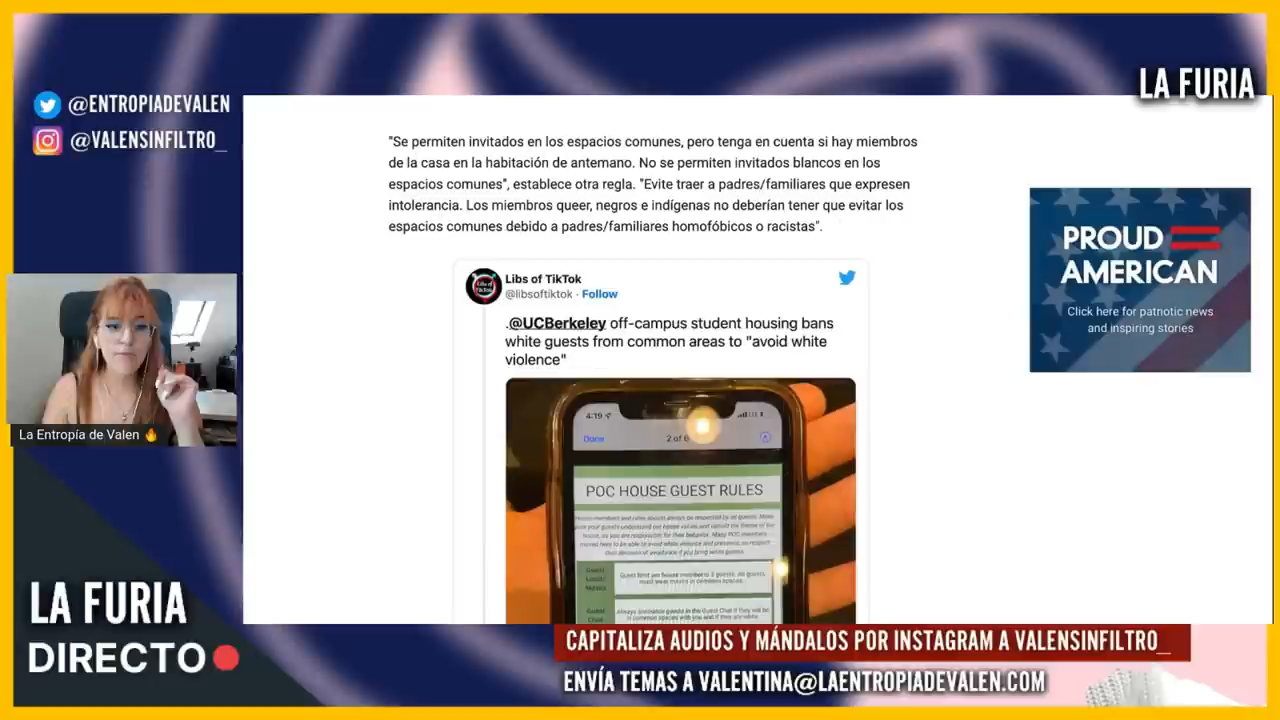 LA FURIA
@ENTROPIADEVALEN
@VALENSINFILTRO_
"Se permiten invitados en los espacios comunes, pero tenga en cuenta si hay miembros
de la casa en la habitación de antemano. No se permiten invitados blancos en los
espacios comunes", establece otra regla. "Evite traer a padres/familiares que expresen
intolerancia. Los miembros queer, negros e indígenas no deberían tener que evitar los
espacios comunes debido a padres/familiares homofóbicos o racistas".
PROUD
AMERICAN
Click here for patriotic news
and inspiring stories
Libs of TikTok
@libsoftiktok · Follow
.@UCBerkeley off-campus student housing bans
white guests from common areas to "avoid white
violence"
4:19
Done
2 of 6
POC HOUSE GUEST RULES
La Entropía de Valen 🔥
LA FURIA
DIRECTO
CAPITALIZA AUDIOS Y MÁNDALOS POR INSTAGRAM A VALENSINFILTRO_
ENVÍA TEMAS A VALENTINA@LAENTROPIADEVALEN.COM